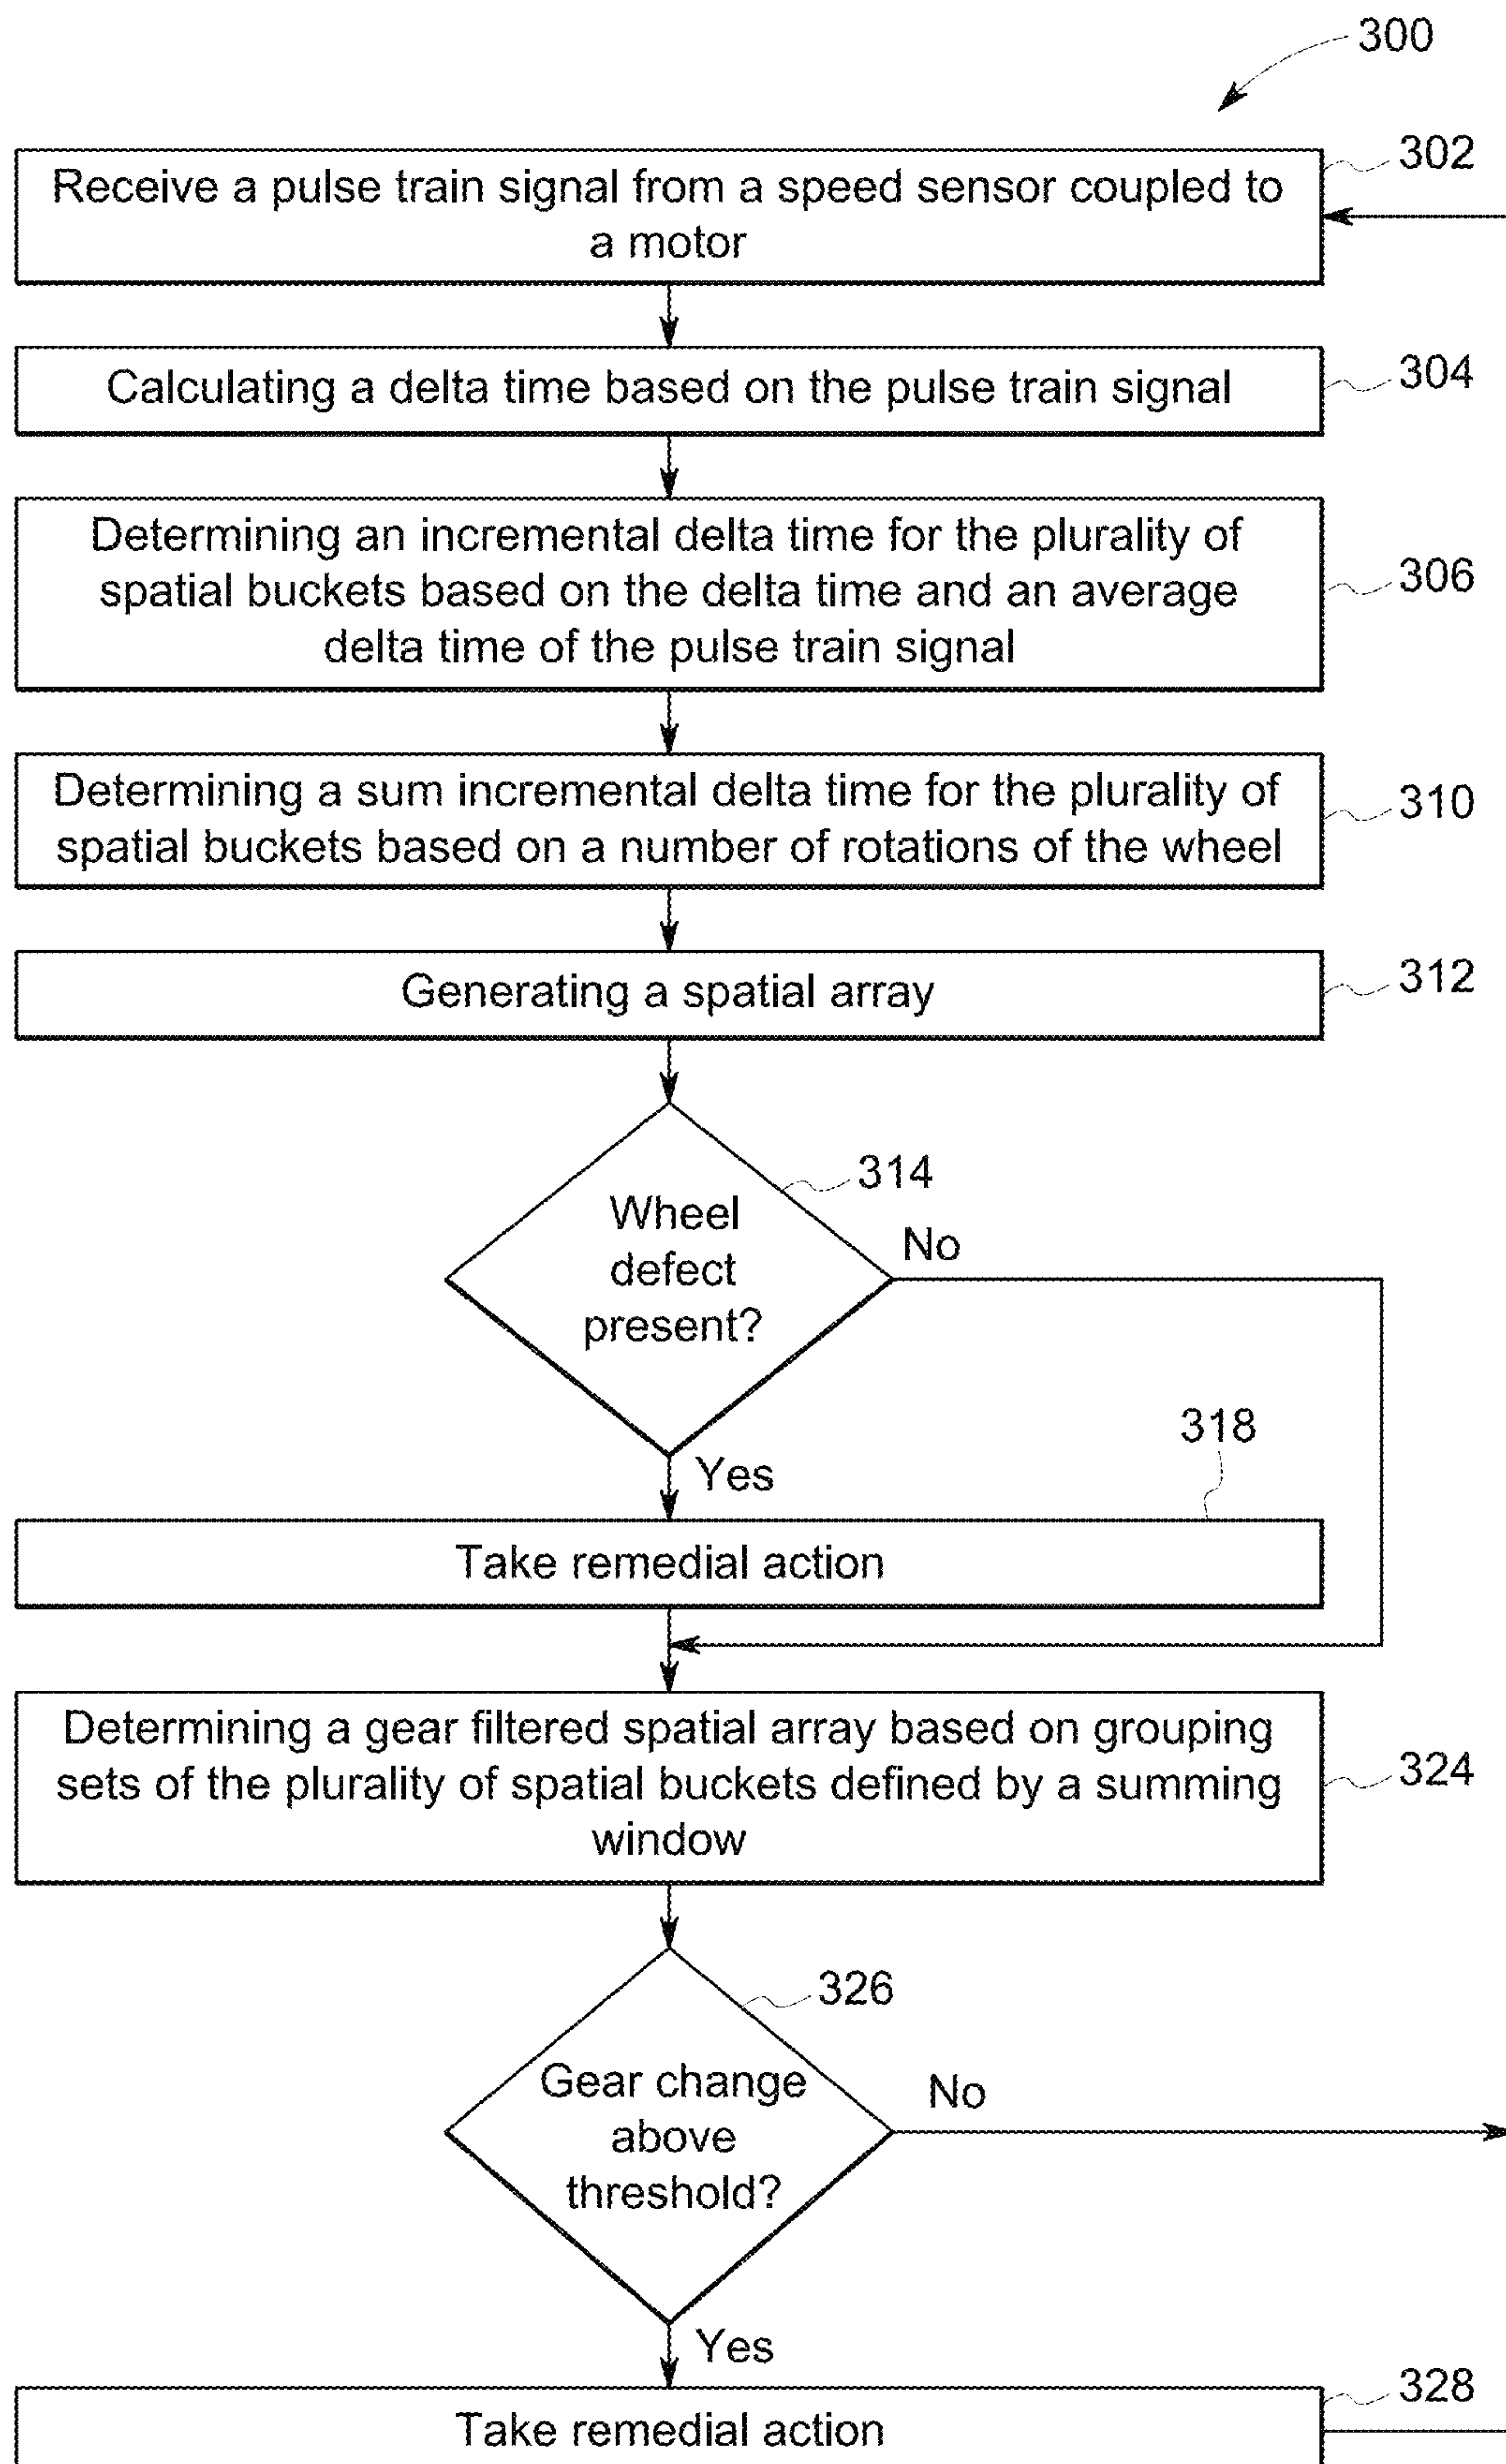 300
302
Receive a pulse train signal from a speed sensor coupled to
a motor
304
Calculating a delta time based on the pulse train signal
Determining an incremental delta time for the plurality of
spatial buckets based on the delta time and an average
delta time of the pulse train signal
306
Determining a sum incremental delta time for the plurality of
spatial buckets based on a number of rotations of the wheel
310
Generating a spatial array
312
314
Wheel
defect
present?
No
Yes
318
Take remedial action
Determining a gear filtered spatial array based on grouping
sets of the plurality of spatial buckets defined by a summing
window
324
326
Gear change
above
threshold?
No
Yes
328
Take remedial action